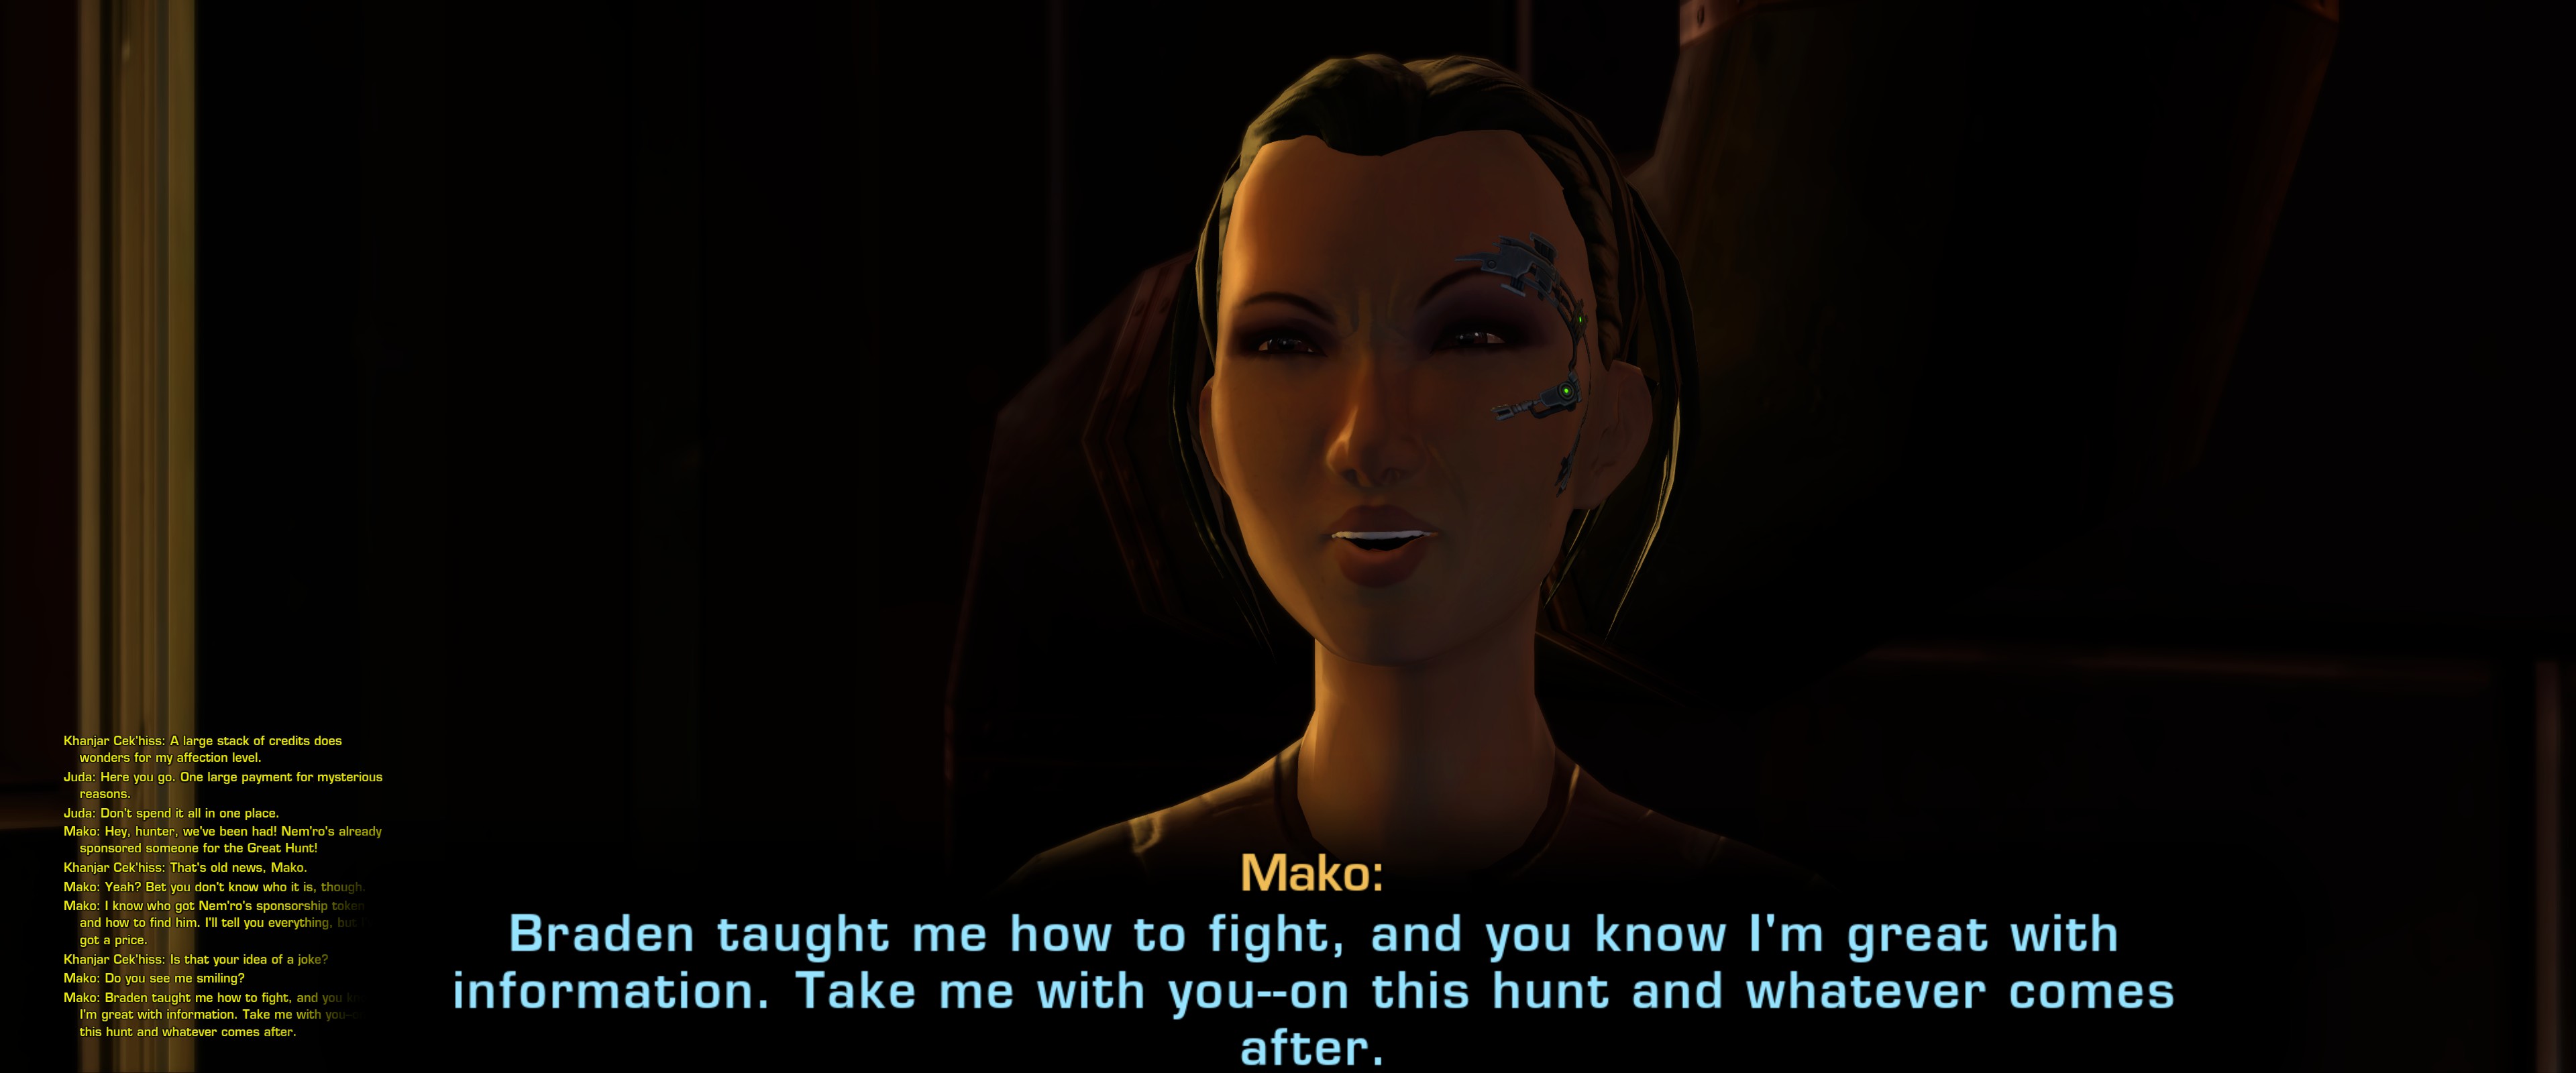 Khanjar Cek'hiss: A large stack of credits does
wonders for my affection level.
Juda: Here you go. One large payment for mysterious
reasons.
Juda: Don't spend it all in one place.
Mako: Hey, hunter, we've been had! Nem'ro's already
sponsored someone for the Great Hunt!
Khanjar Cek'hiss: That's old news, Mako.
Mako: Yeah? Bet you don't know who it is, though.
Mako: I know who got Nem'ro's sponsorship token
and how to find him. I'll tell you everything, but
got a price.
Khanjar Cek'hiss: Is that your idea of a joke?
Mako: Do you see me smiling?
Mako: Braden taught me how to fight, and you know
I'm great with information. Take me with you--on
this hunt and whatever comes after.
Mako:
Braden taught me how to fight, and you know I'm great with
information. Take me with you--on this hunt and whatever comes
after.